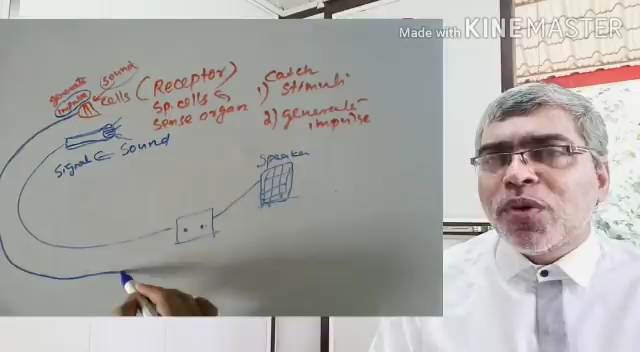 Made with KINEMASTER
generate
impulse
sound
cells (Receptor)
sp. cells
sense organ
Catch
1) stimuli
2) generate
impulse
signal ← sound
Speaker